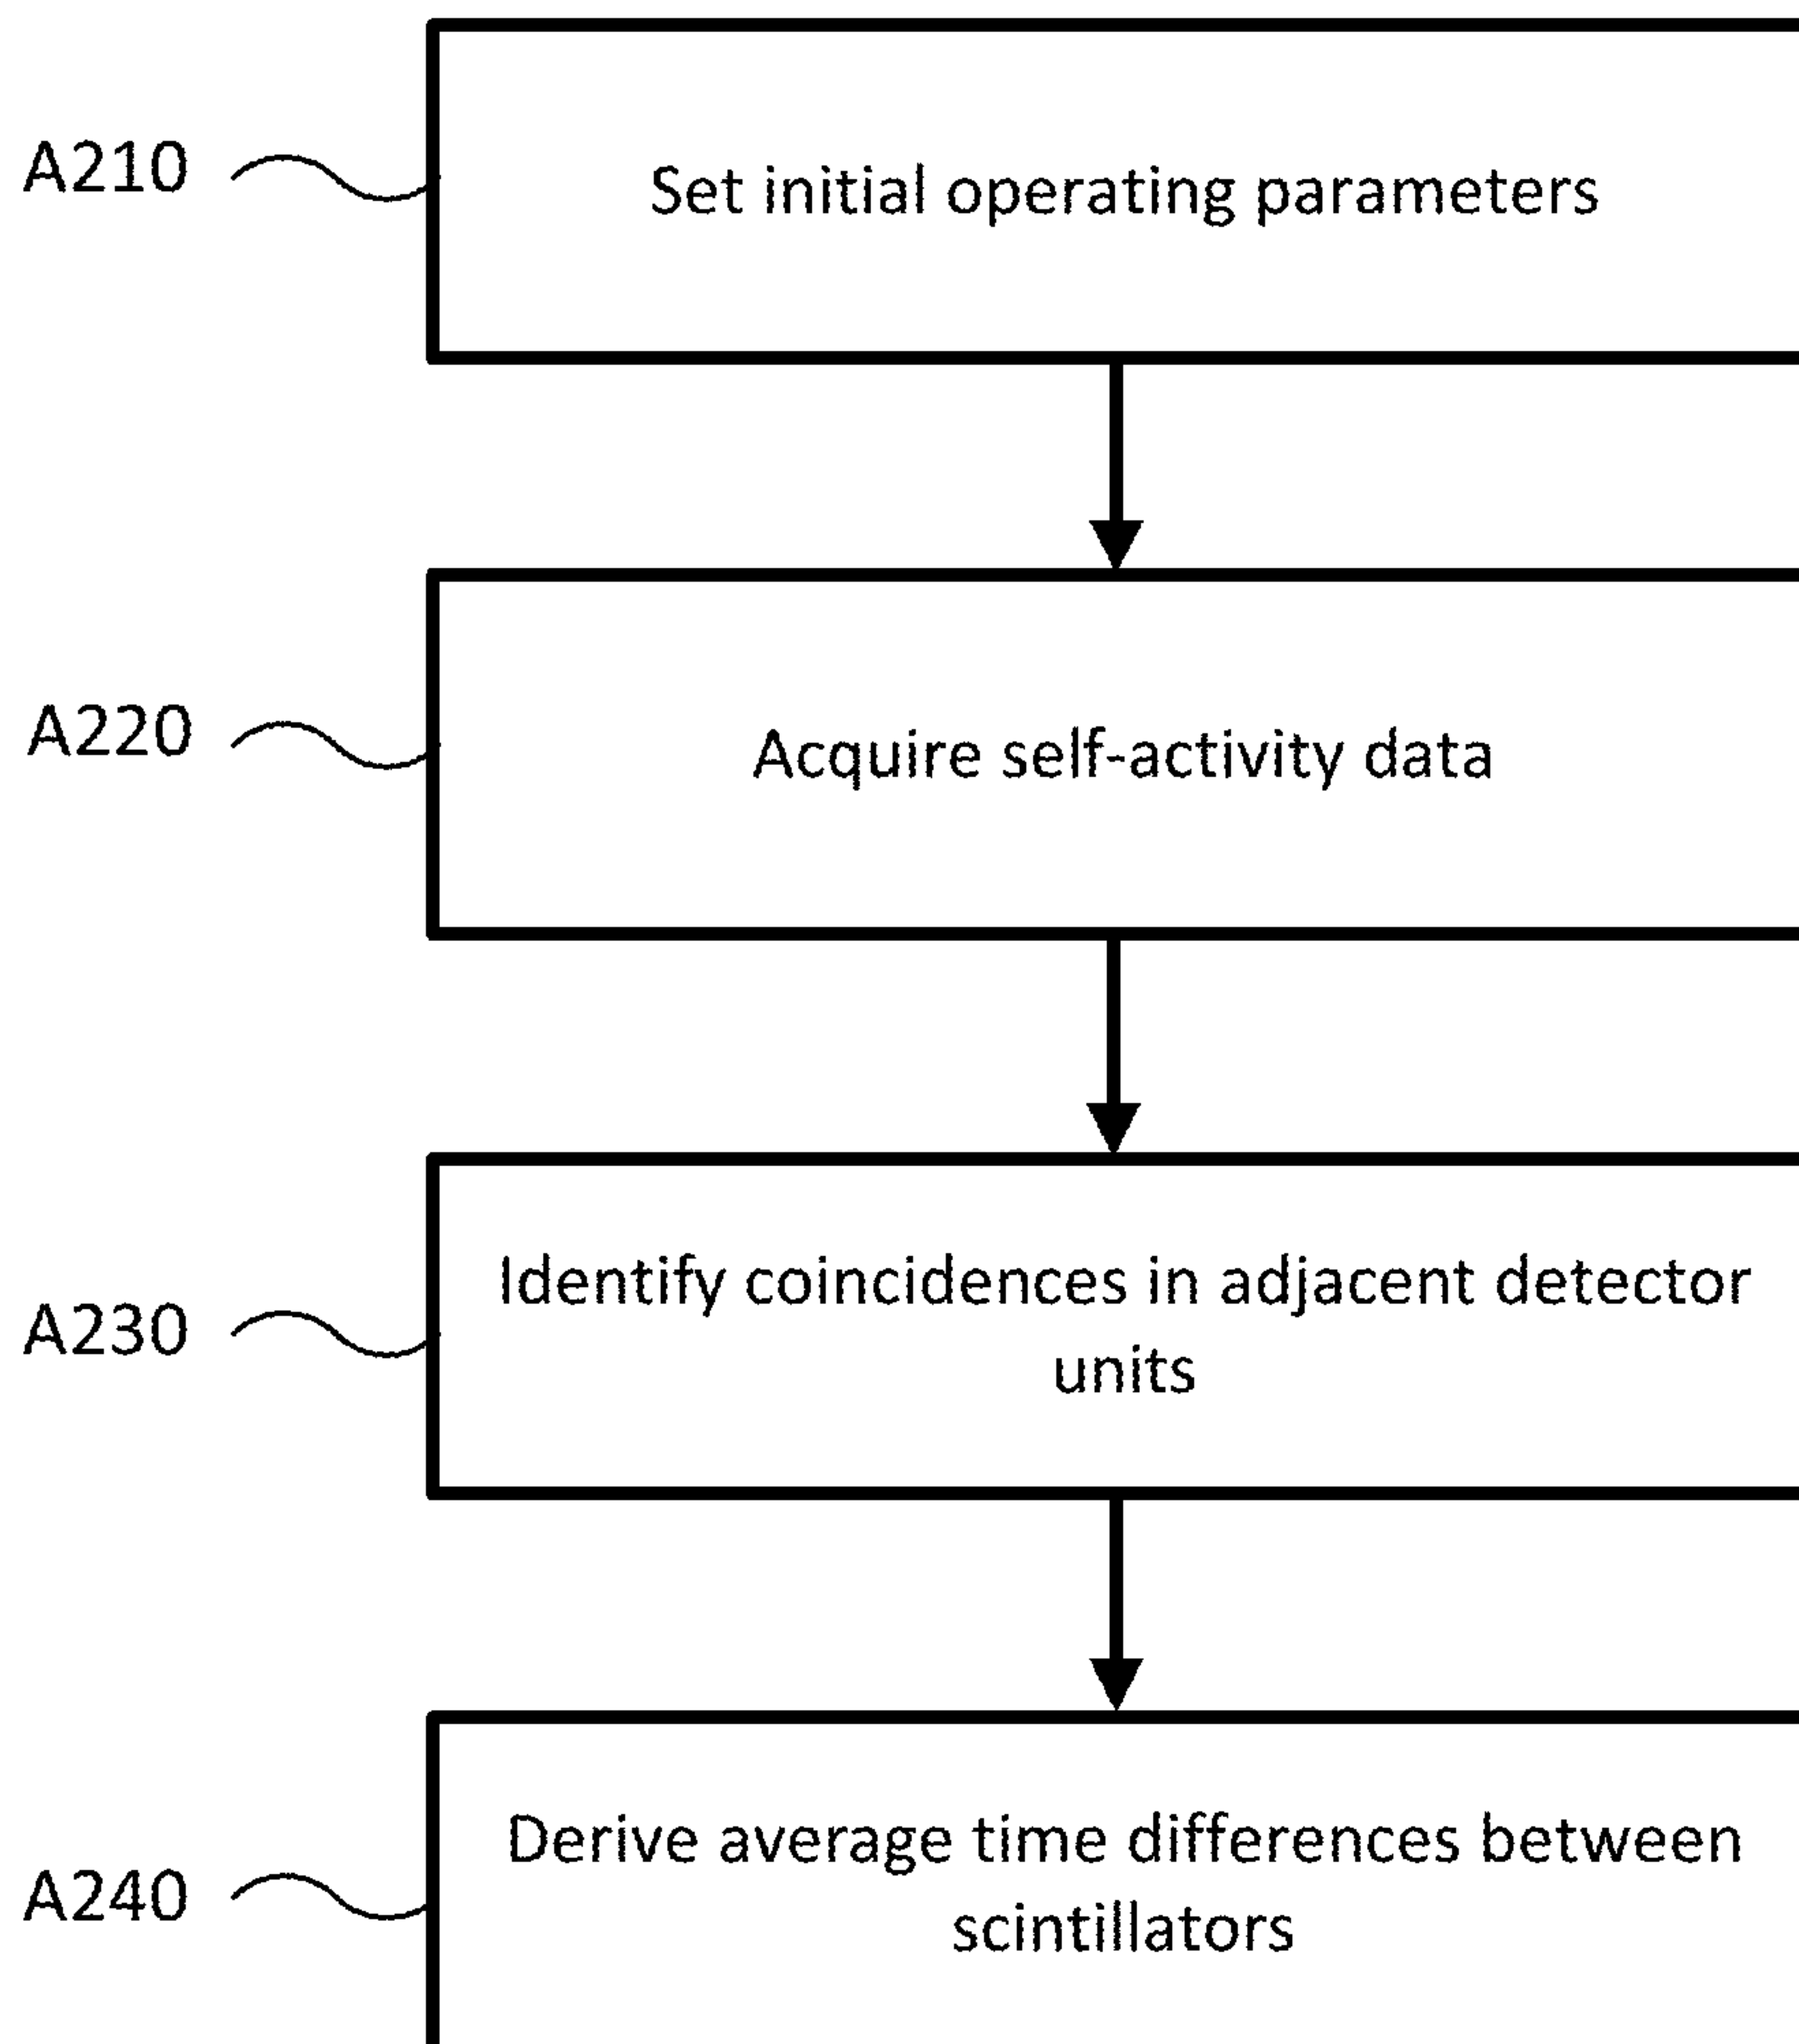 A210
Set initial operating parameters
A220
Acquire self-activity data
Identify coincidences in adjacent detector
A230
units
Derive average time differences between
A240
scintillators